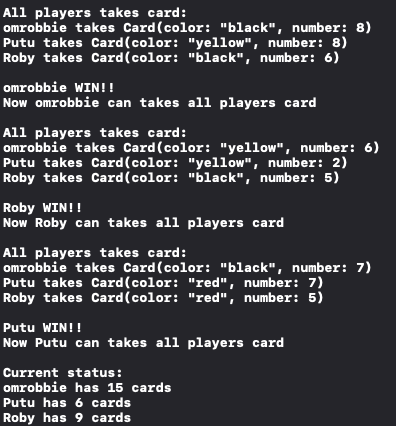 All players takes card:
omrobbie takes Card(color: "black", number: 8)
Putu takes Card(color: "yellow", number: 8)
Roby takes Card(color: "black", number: 6)
omrobbie WIN!!
Now omrobbie can takes all players card
All players takes card:
omrobbie takes Card(color: "yellow", number: 6)
Putu takes Card(color: "yellow", number: 2)
Roby takes Card(color: "black", number: 5)
Roby WIN!!
Now Roby can takes all players card
All players takes card:
omrobbie takes Card(color: "black", number: 7)
Putu takes Card(color: "red", number: 7)
Roby takes Card(color: "red", number: 5)
Putu WIN!!
Now Putu can takes all players card
Current status:
omrobbie has 15 cards
Putu has 6 cards
Roby has 9 cards